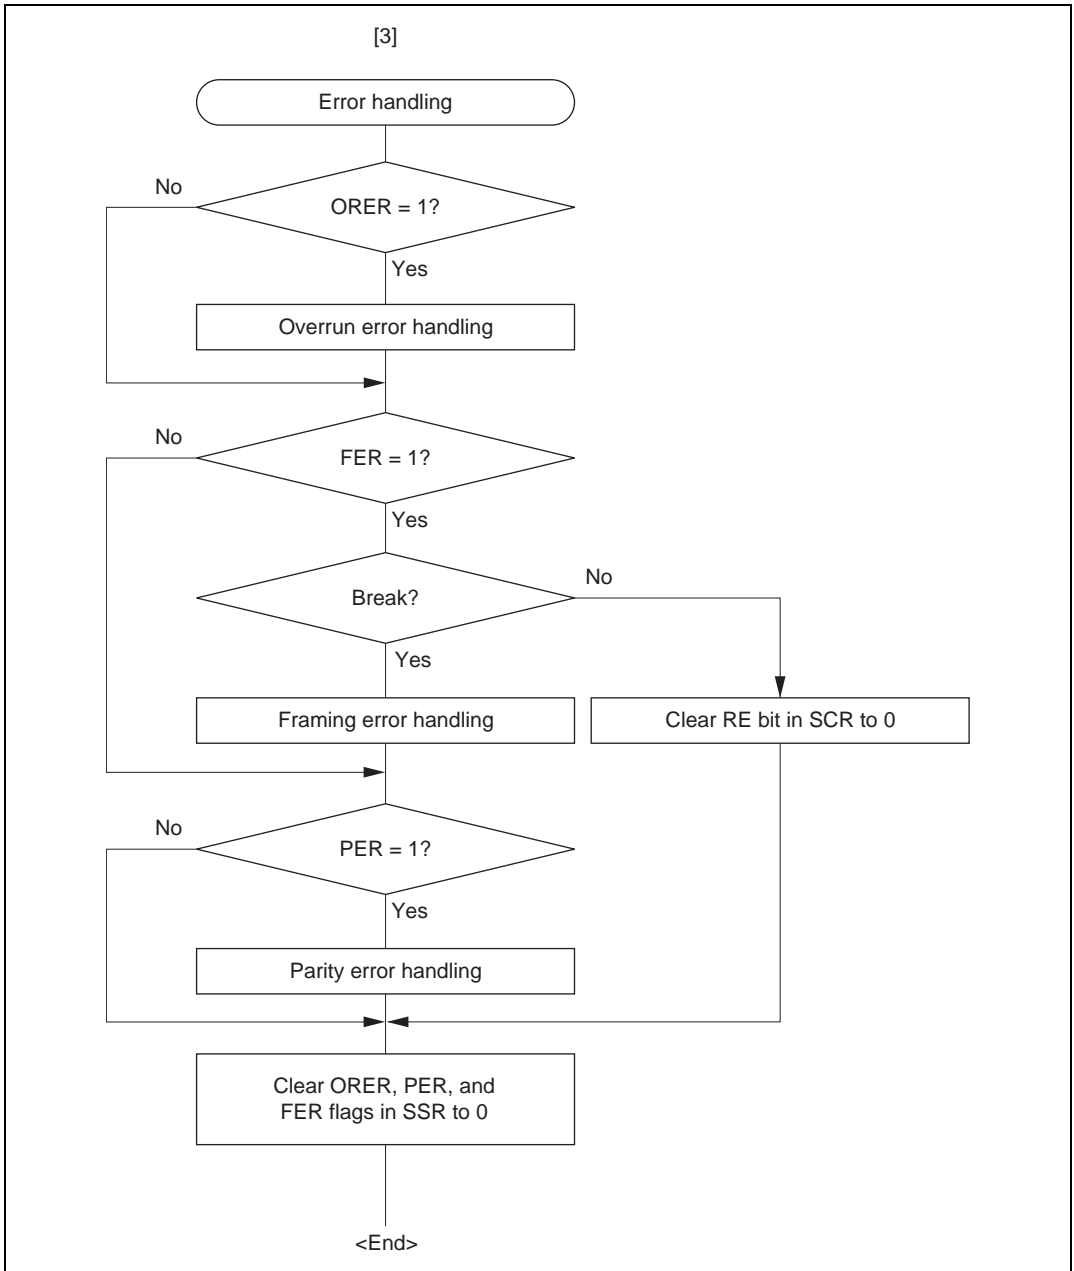 [3]
Error handling
No
ORER = 1?
Yes
Overrun error handling
No
FER = 1?
Yes
Break?
No
Yes
Framing error handling
Clear RE bit in SCR to 0
No
PER = 1?
Yes
Parity error handling
Clear ORER, PER, and
FER flags in SSR to 0
<End>